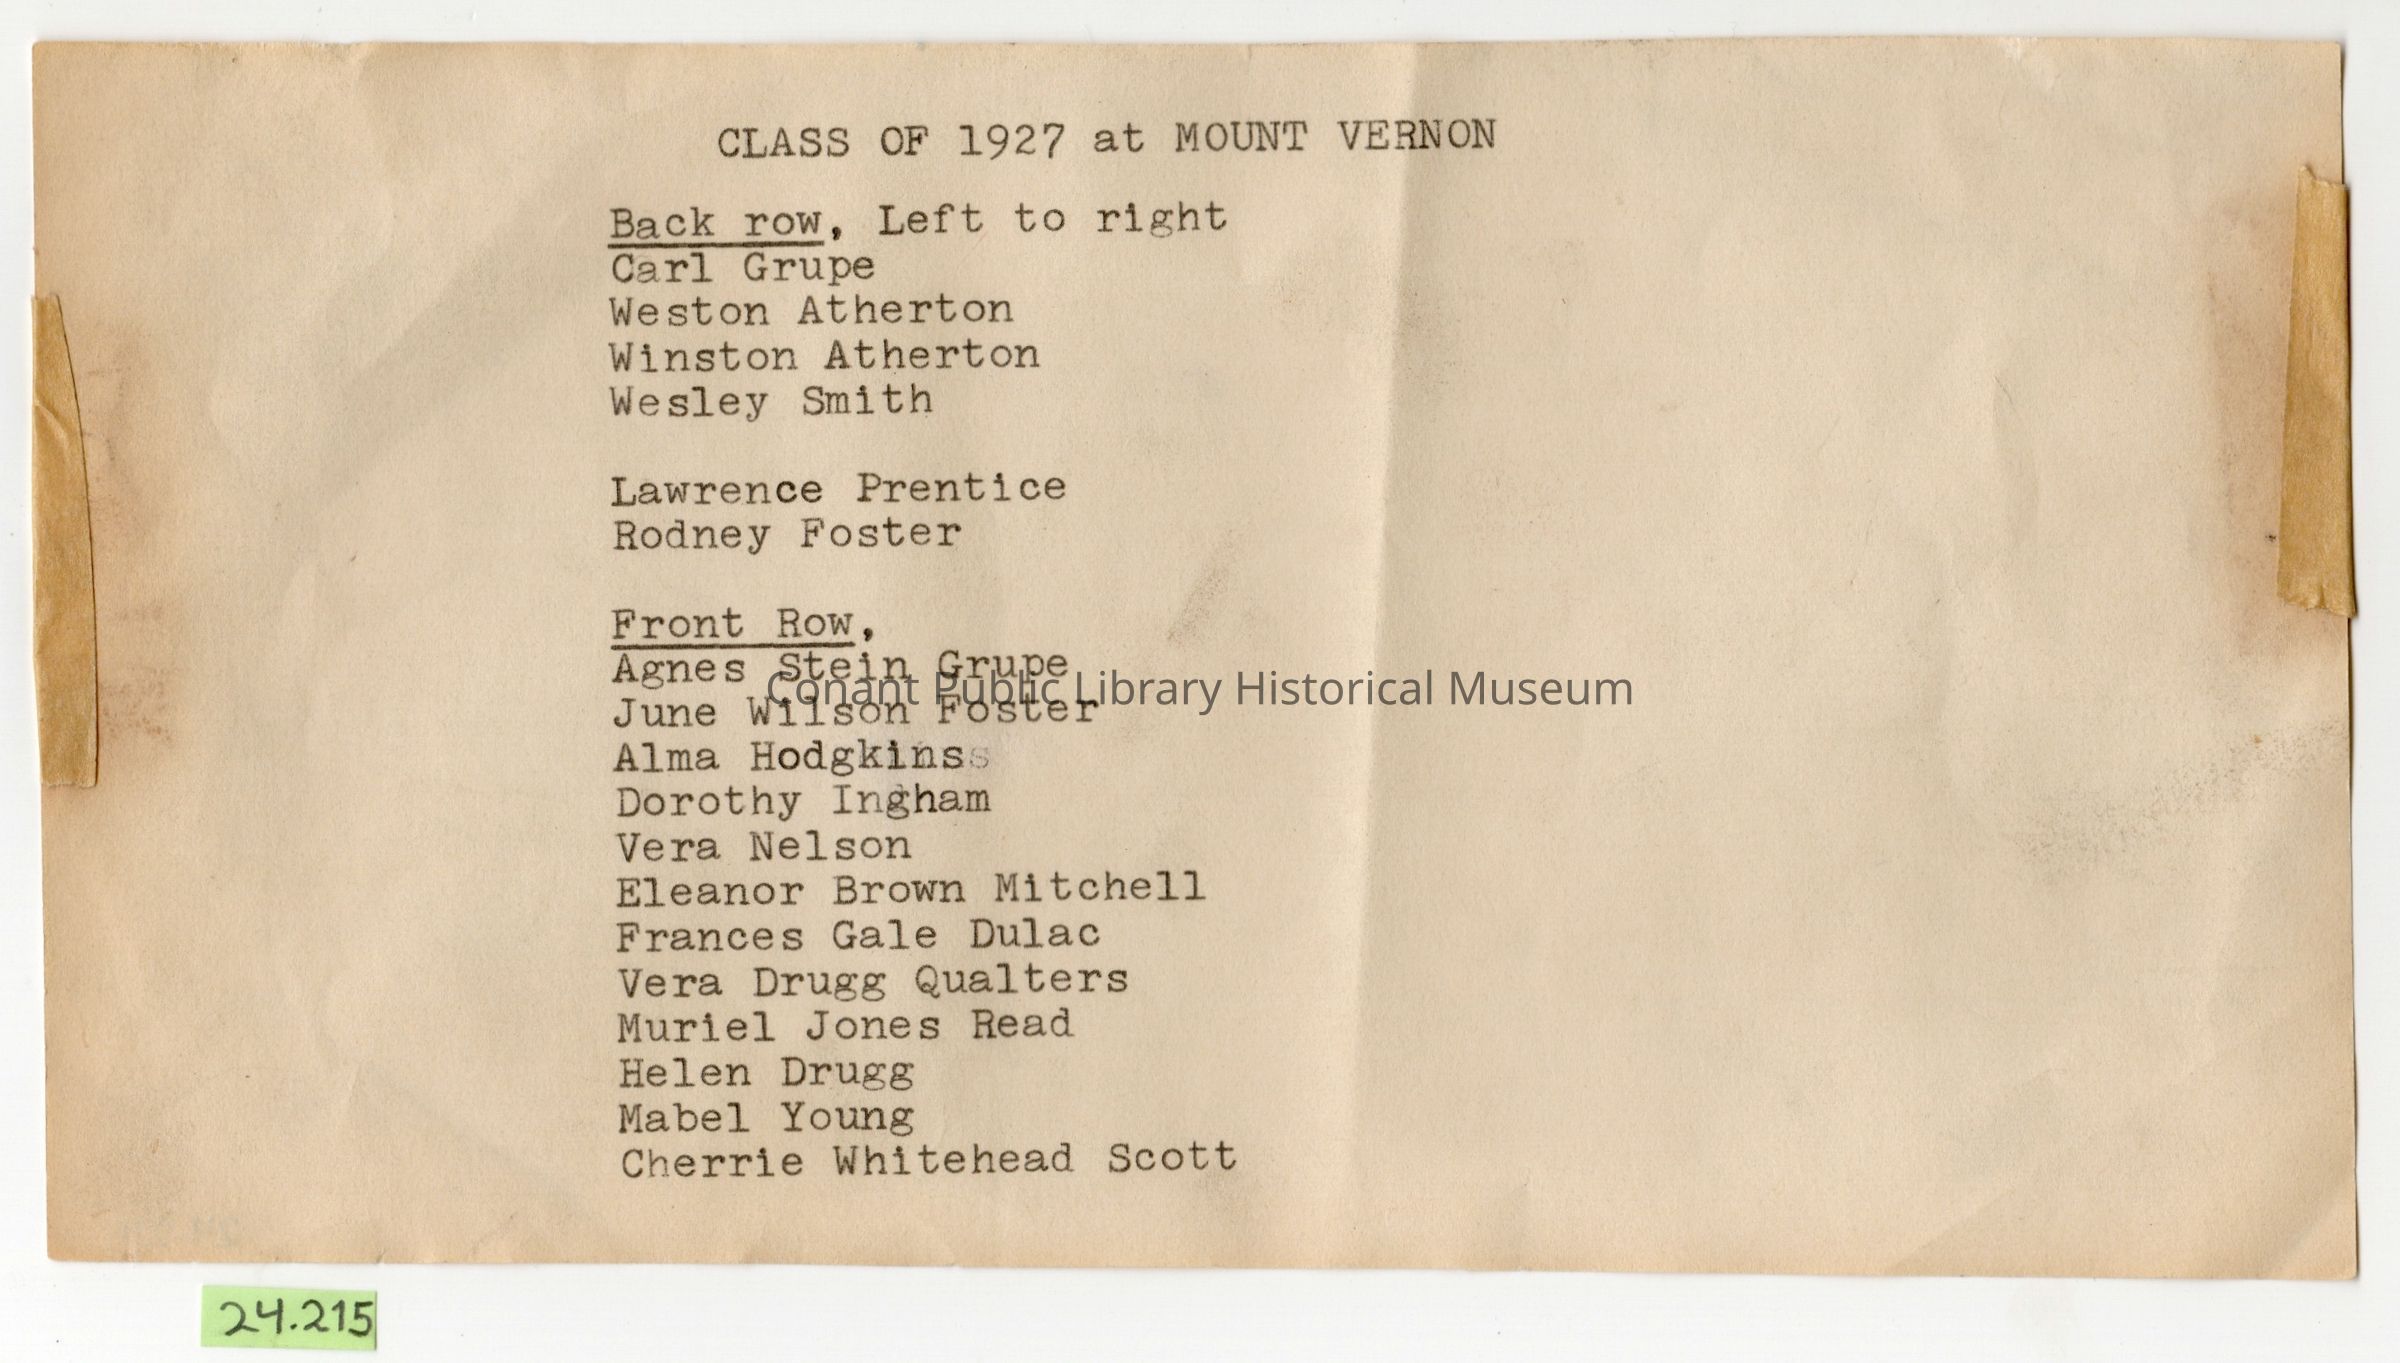 CLASS OF 1927 at MOUNT VERNON
Back row, Left to right
Carl Grupe
Weston Atherton
Winston Atherton
Wesley Smith
Lawrence Prentice
Rodney Foster
Front Row,
Agnes Stein Grupe
Conant Public Library Historical Museum
June Wilson Foster
Alma Hodgkinss
Dorothy Ingham
Vera Nelson
Eleanor Brown Mitchell
Frances Gale Dulac
Vera Drugg Qualters
Muriel Jones Read
Helen Drugg
Mabel Young
Cherrie Whitehead Scott
24.215